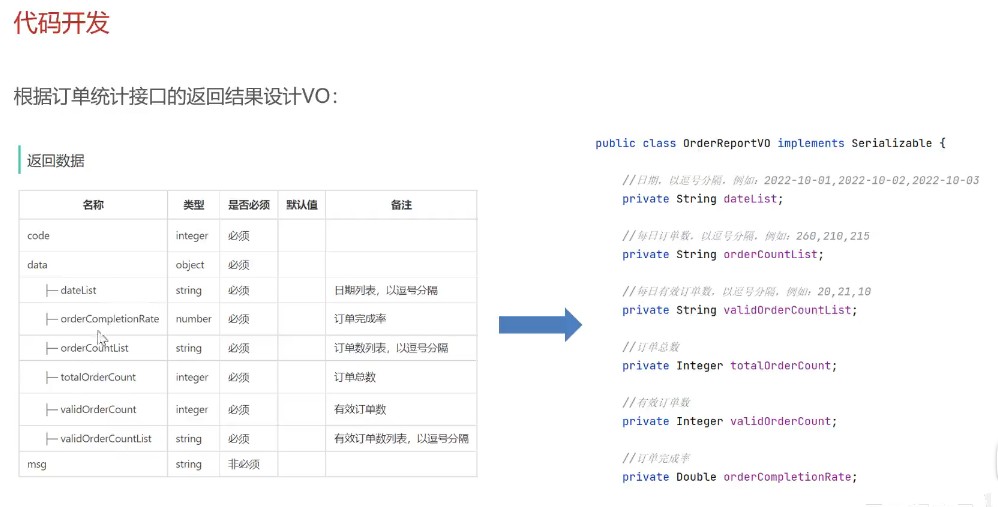 代码开发
根据订单统计接口的返回结果设计VO：
返回数据
名称 类型 是否必须 默认值 备注
code integer 必须
data object 必须
├─ dateList string 必须 日期列表，以逗号分隔
├─ orderCompletionRate number 必须 订单完成率
├─ orderCountList string 必须 订单数列表，以逗号分隔
├─ totalOrderCount integer 必须 订单总数
├─ validOrderCount integer 必须 有效订单数
├─ validOrderCountList string 必须 有效订单数列表，以逗号分隔
msg string 非必须
public class OrderReportVO implements Serializable {
//日期，以逗号分隔，例如：2022-10-01,2022-10-02,2022-10-03
private String dateList;
//每日订单数，以逗号分隔，例如：260,210,215
private String orderCountList;
//每日有效订单数，以逗号分隔，例如：20,21,10
private String validOrderCountList;
//订单总数
private Integer totalOrderCount;
//有效订单数
private Integer validOrderCount;
//订单完成率
private Double orderCompletionRate;